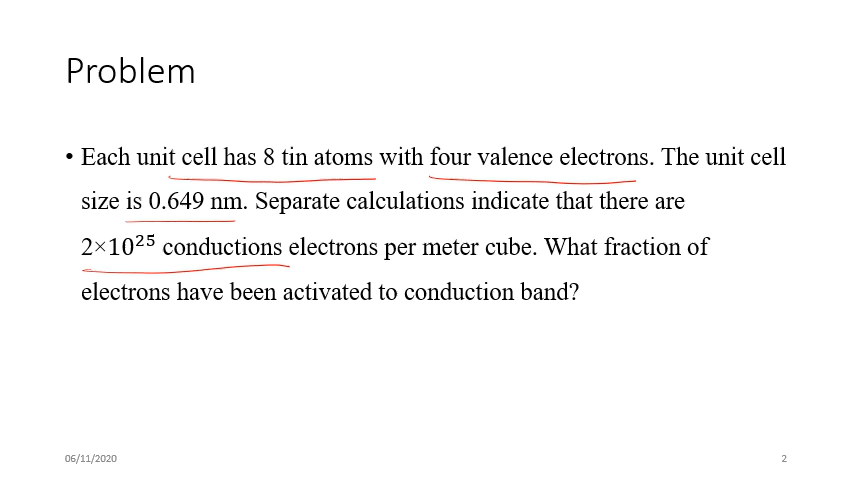 Problem
• Each unit cell has 8 tin atoms with four valence electrons. The unit cell
size is 0.649 nm. Separate calculations indicate that there are
2×10²⁵ conductions electrons per meter cube. What fraction of
electrons have been activated to conduction band?
06/11/2020
2